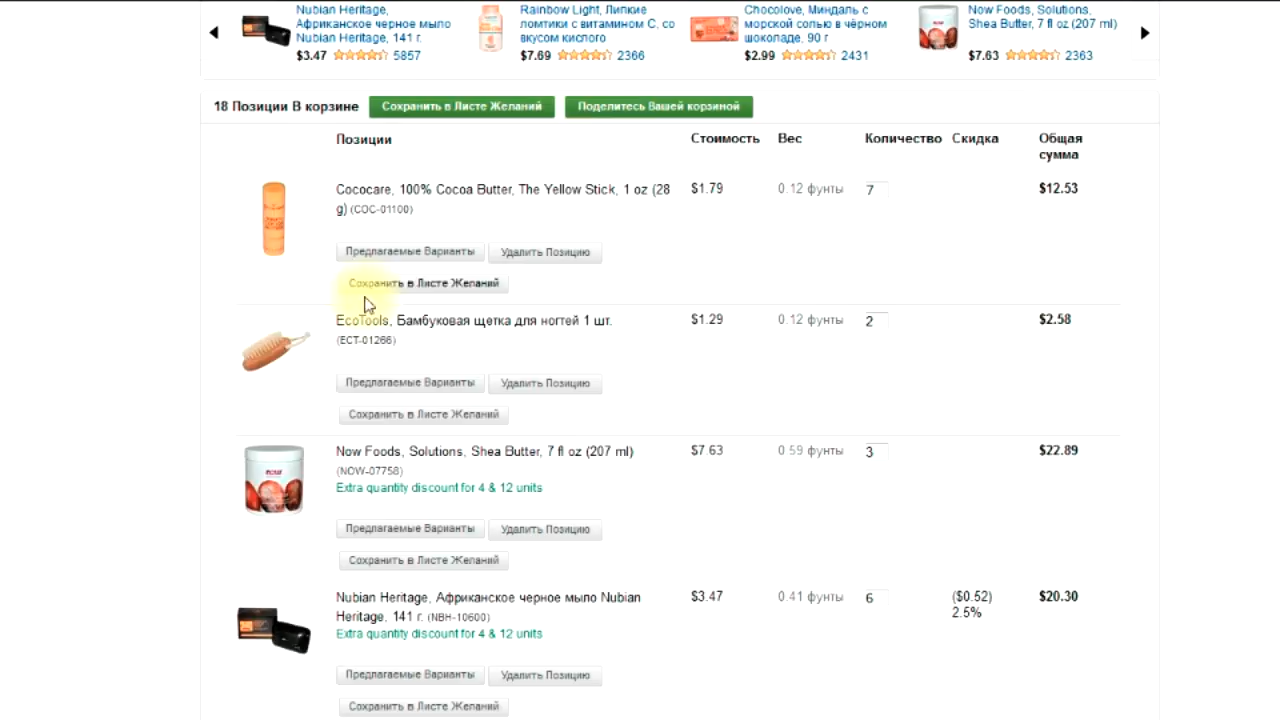 Nubian Heritage,
Африканское черное мыло
Nubian Heritage, 141 г.
$3.47 5857
Rainbow Light, Липкие
ломтики с витамином С, со
вкусом кислого
$7.69 2366
Chocolove, Миндаль с
морской солью в чёрном
шоколаде, 90 г
$2.99 2431
Now Foods, Solutions,
Shea Butter, 7 fl oz (207 ml)
$7.63 2363
18 Позиции В корзине
Сохранить в Листе Желаний
Поделитесь Вашей корзиной
Позиции Стоимость Вес Количество Скидка Общая
сумма
Cococare, 100% Cocoa Butter, The Yellow Stick, 1 oz (28 $1.79 0.12 фунты 7 $12.53
g) (COC-01100)
Предлагаемые Варианты Удалить Позицию
Сохранить в Листе Желаний
EcoTools, Бамбуковая щетка для ногтей 1 шт. $1.29 0.12 фунты 2 $2.58
(ECT-01266)
Предлагаемые Варианты Удалить Позицию
Сохранить в Листе Желаний
now
Now Foods, Solutions, Shea Butter, 7 fl oz (207 ml) $7.63 0.59 фунты 3 $22.89
(NOW-07758)
Extra quantity discount for 4 & 12 units
Предлагаемые Варианты Удалить Позицию
Сохранить в Листе Желаний
Nubian Heritage, Африканское черное мыло Nubian $3.47 0.41 фунты 6 ($0.52) $20.30
Heritage, 141 г. (NBH-10600) 2.5%
Extra quantity discount for 4 & 12 units
Предлагаемые Варианты Удалить Позицию
Сохранить в Листе Желаний